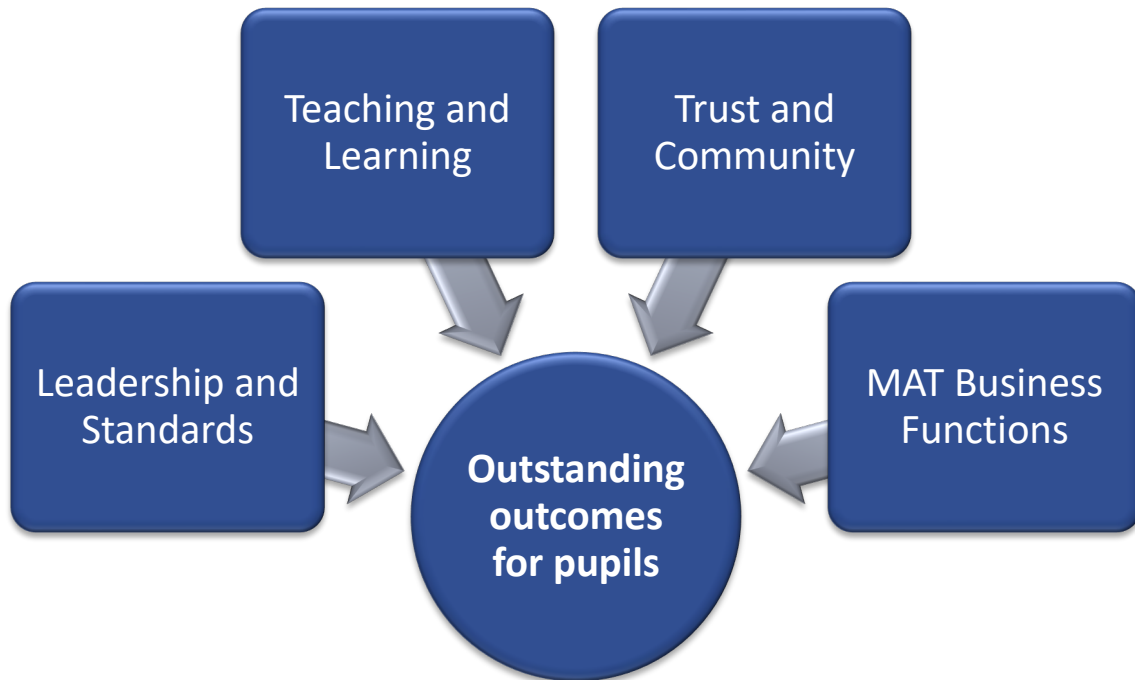 Teaching and
Learning
Trust and
Community
Leadership and
Standards
MAT Business
Functions
Outstanding
outcomes
for pupils